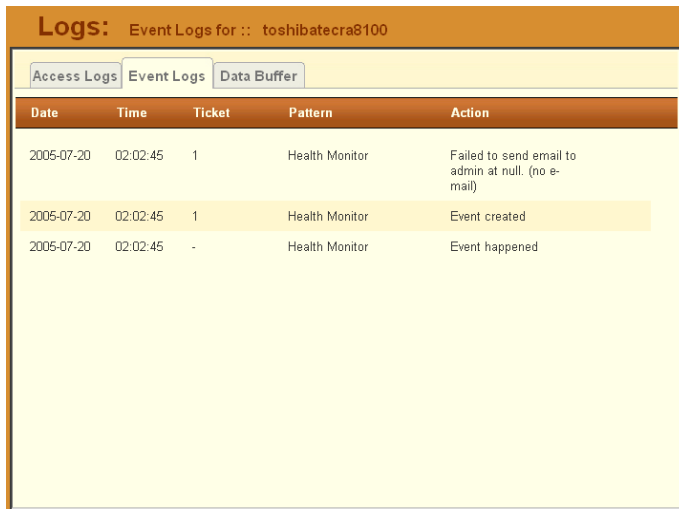 Logs: Event Logs for :: toshibatecra8100
Access Logs Event Logs Data Buffer
Date Time Ticket Pattern Action
2005-07-20 02:02:45 1 Health Monitor Failed to send email to
admin at null. (no e-
mail)
2005-07-20 02:02:45 1 Health Monitor Event created
2005-07-20 02:02:45 - Health Monitor Event happened